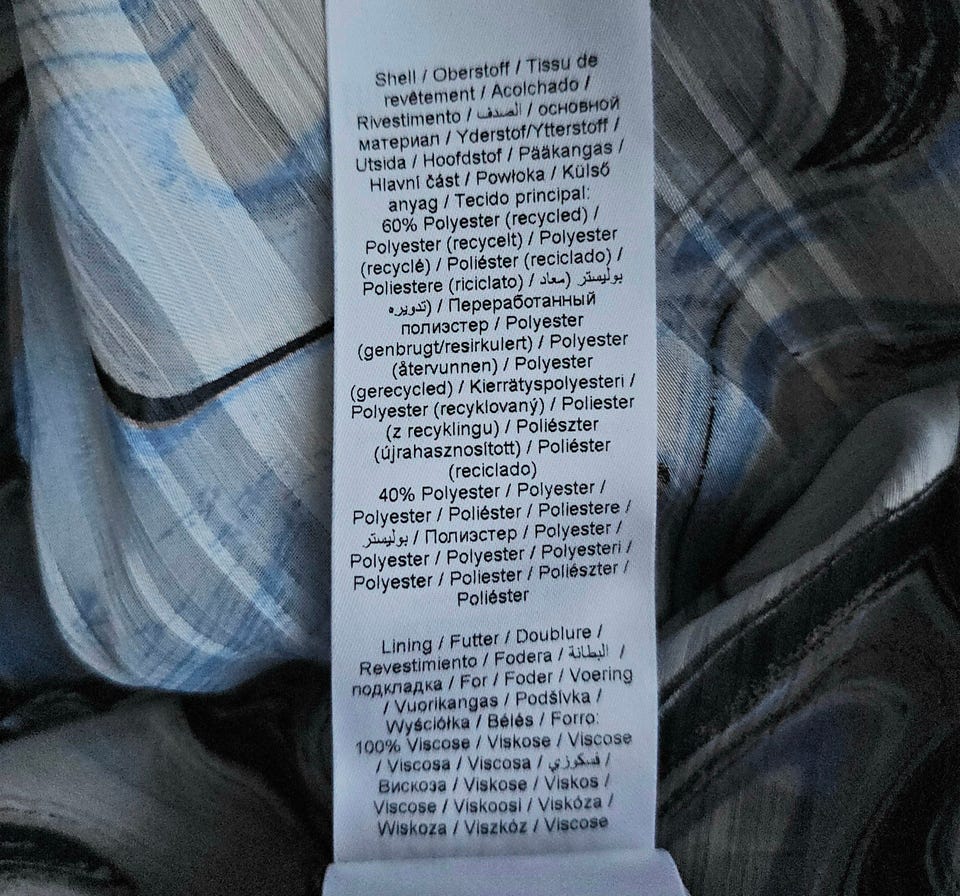 Shell / Oberstoff / Tissu de
revêtement / Acolchado /
Rivestimento / الصدف / основной
материал / Yderstof/Ytterstoff /
Utsida / Hoofdstof / Pääkangas /
Hlavní část / Powłoka / Külső
anyag / Tecido principal:
60% Polyester (recycled) /
Polyester (recycelt) / Polyester
(recyclé) / Poliéster (reciclado) /
Poliestere (riciclato) / بوليستر (معاد
تدويره) / Переработанный
полиэстер / Polyester
(genbrugt/resirkulert) / Polyester
(återvunnen) / Polyester
(gerecycled) / Kierrätyspolyesteri /
Polyester (recyklovaný) / Poliester
(z recyklingu) / Poliészter
(újrahasznosított) / Poliéster
(reciclado)
40% Polyester / Polyester /
Polyester / Poliéster / Poliestere /
بوليستر / Полиэстер / Polyester /
Polyester / Polyester / Polyesteri /
Polyester / Poliester / Poliészter /
Poliéster
Lining / Futter / Doublure /
Revestimiento / Fodera / البطانة /
подкладка / For / Foder / Voering
/ Vuorikangas / Podšívka /
Wyściółka / Bélés / Forro:
100% Viscose / Viskose / Viscose
/ Viscosa / Viscosa / فسكوزي /
Вискоза / Viskose / Viskos /
Viscose / Viskoosi / Viskóza /
Wiskoza / Viszkóz / Viscose